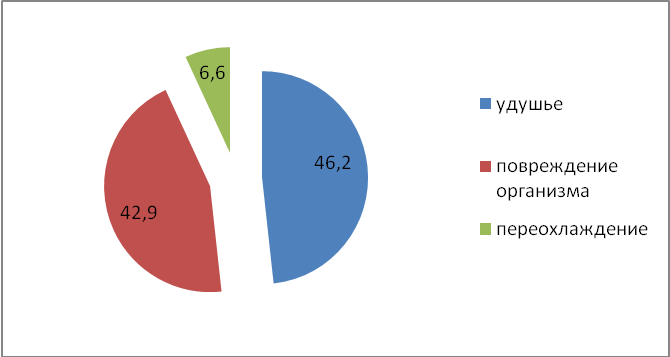 6,6
46,2
42,9
удушье
повреждение
организма
переохлаждение